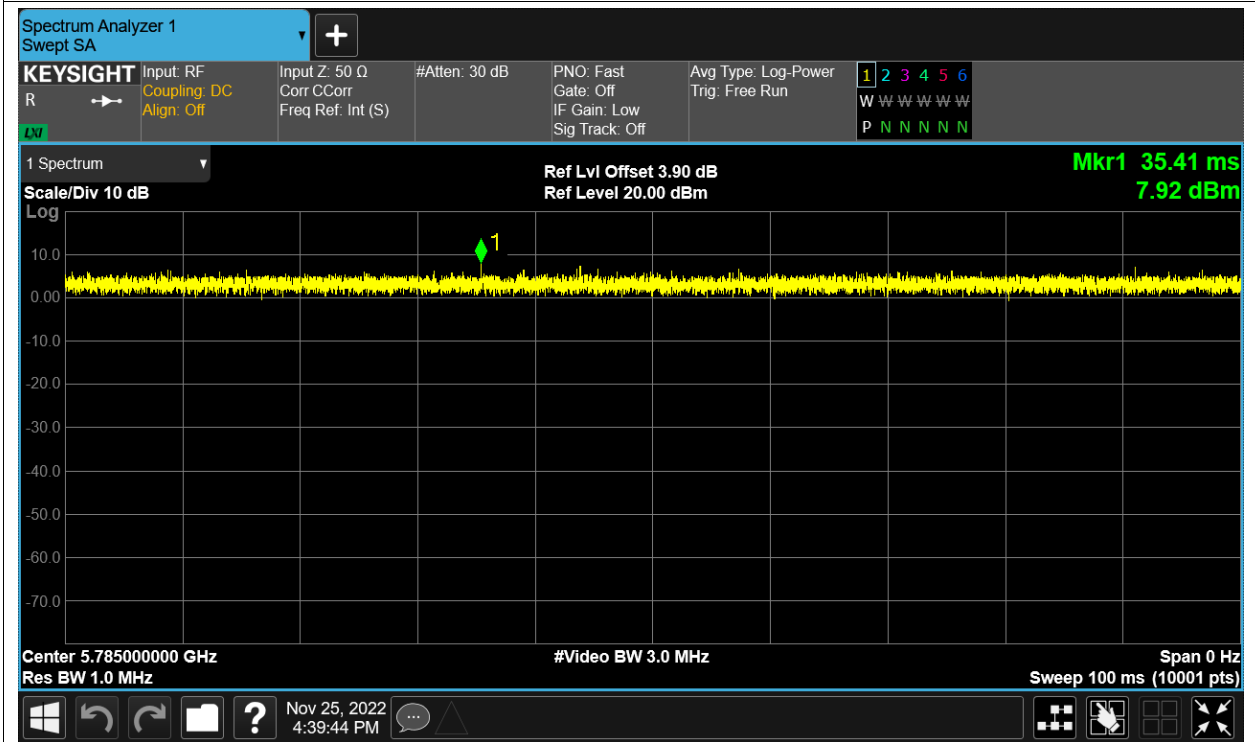 Spectrum Analyzer 1
Swept SA
+
KEYSIGHT Input: RF Input Z: 50 Ω #Atten: 30 dB PNO: Fast Avg Type: Log-Power 1 2 3 4 5 6
R Coupling: DC Corr CCorr Gate: Off Trig: Free Run W W W W W W
Align: Off Freq Ref: Int (S) IF Gain: Low
LXI Sig Track: Off P N N N N N
1 Spectrum
Scale/Div 10 dB
Ref Lvl Offset 3.90 dB
Ref Level 20.00 dBm
Mkr1 35.41 ms
7.92 dBm
Log
1
10.0
0.00
-10.0
-20.0
-30.0
-40.0
-50.0
-60.0
-70.0
Center 5.785000000 GHz #Video BW 3.0 MHz Span 0 Hz
Res BW 1.0 MHz Sweep 100 ms (10001 pts)
? Nov 25, 2022
4:39:44 PM